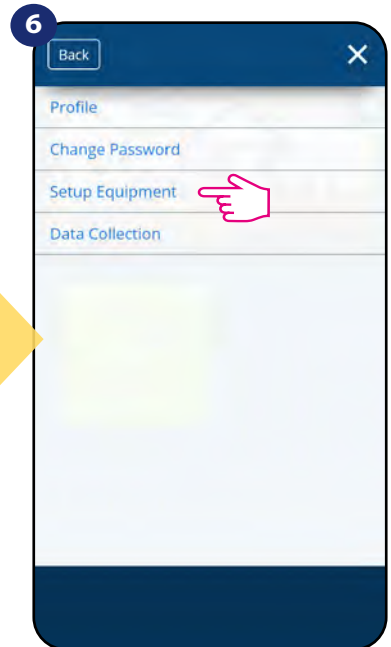 6
Back
Profile
Change Password
Setup Equipment
Data Collection